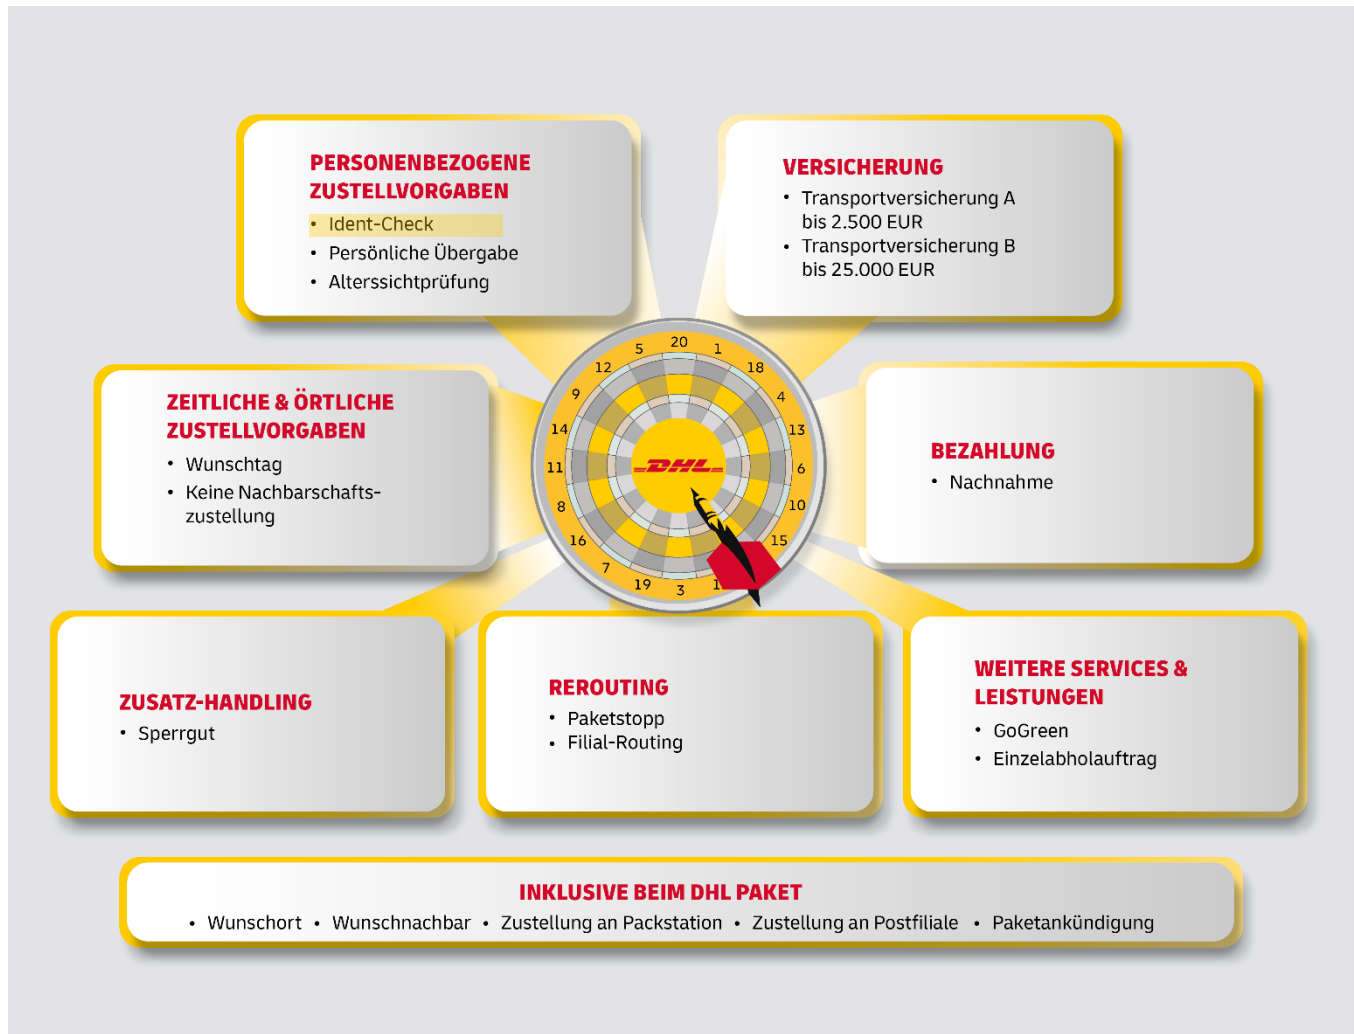 PERSONENBEZOGENE
ZUSTELLVORGABEN
• Ident-Check
• Persönliche Übergabe
• Alterssichtprüfung
VERSICHERUNG
• Transportversicherung A
bis 2.500 EUR
• Transportversicherung B
bis 25.000 EUR
ZEITLICHE & ÖRTLICHE
ZUSTELLVORGABEN
• Wunschtag
• Keine Nachbarschafts-
zustellung
20
1
18
4
13
6
10
15
3
19
7
16
8
11
14
9
12
5
DHL
BEZAHLUNG
• Nachnahme
ZUSATZ-HANDLING
• Sperrgut
REROUTING
• Paketstopp
• Filial-Routing
WEITERE SERVICES &
LEISTUNGEN
• GoGreen
• Einzelabholauftrag
INKLUSIVE BEIM DHL PAKET
• Wunschort • Wunschnachbar • Zustellung an Packstation • Zustellung an Postfiliale • Paketankündigung